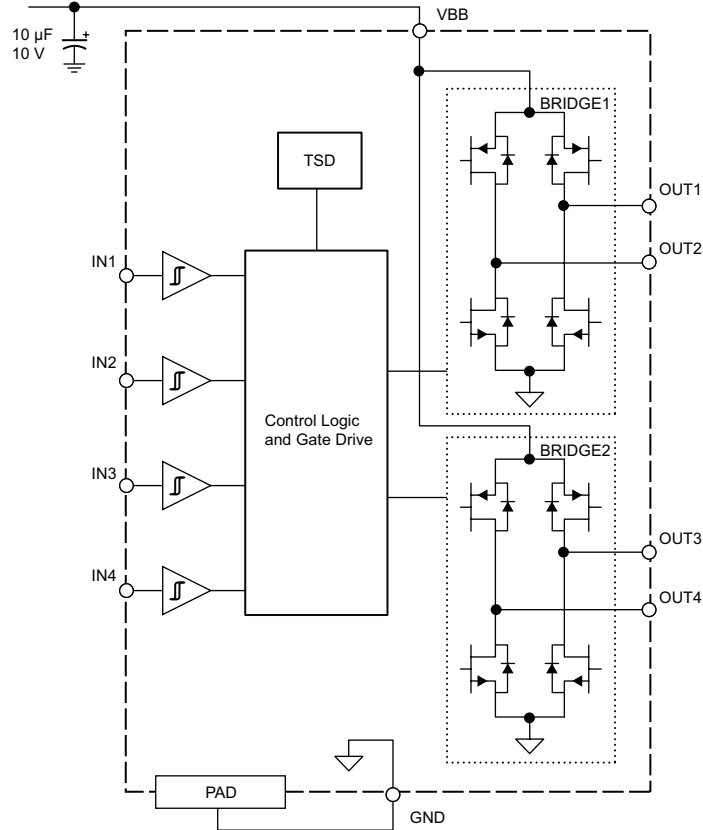 VBB
10 µF
+
10 V
BRIDGE1
TSD
OUT1
OUT2
IN1
IN2
Control Logic
and Gate Drive
BRIDGE2
IN3
OUT3
IN4
OUT4
PAD
GND